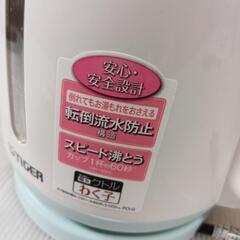 安心・
安全設計
倒れてもお湯もれをおさえる
転倒流水防止
構造
スピード沸とう
カップ1杯約60秒
TIGER
わく子